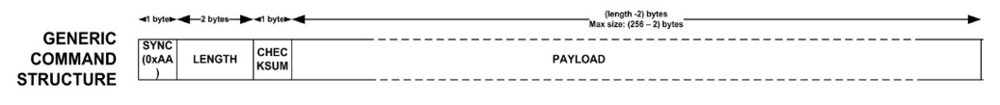 1 byte
2 bytes
1 byte
(length -2) bytes
Max size: (256 – 2) bytes
GENERIC
COMMAND
STRUCTURE
SYNC
(0xAA
)
LENGTH
CHEC
KSUM
PAYLOAD